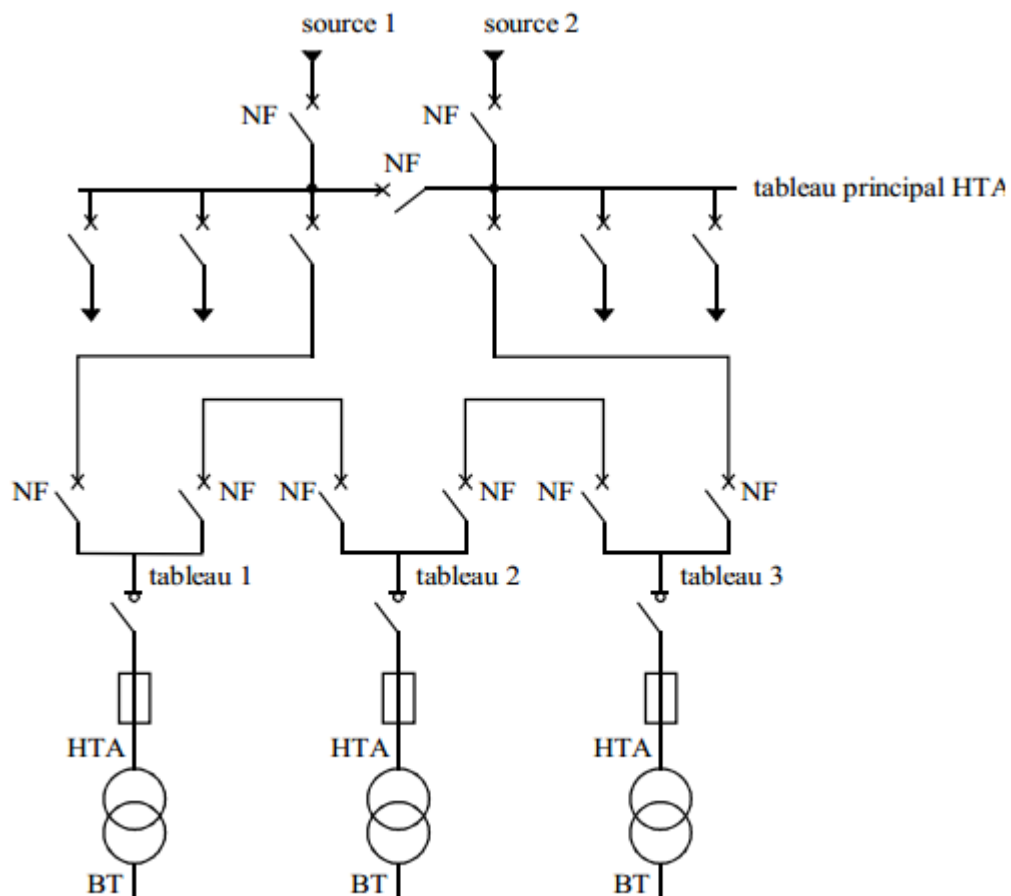 source 1
source 2
NF
NF
NF
tableau principal HTA
NF
NF
NF
NF
NF
NF
tableau 1
tableau 2
tableau 3
HTA
HTA
HTA
BT
BT
BT